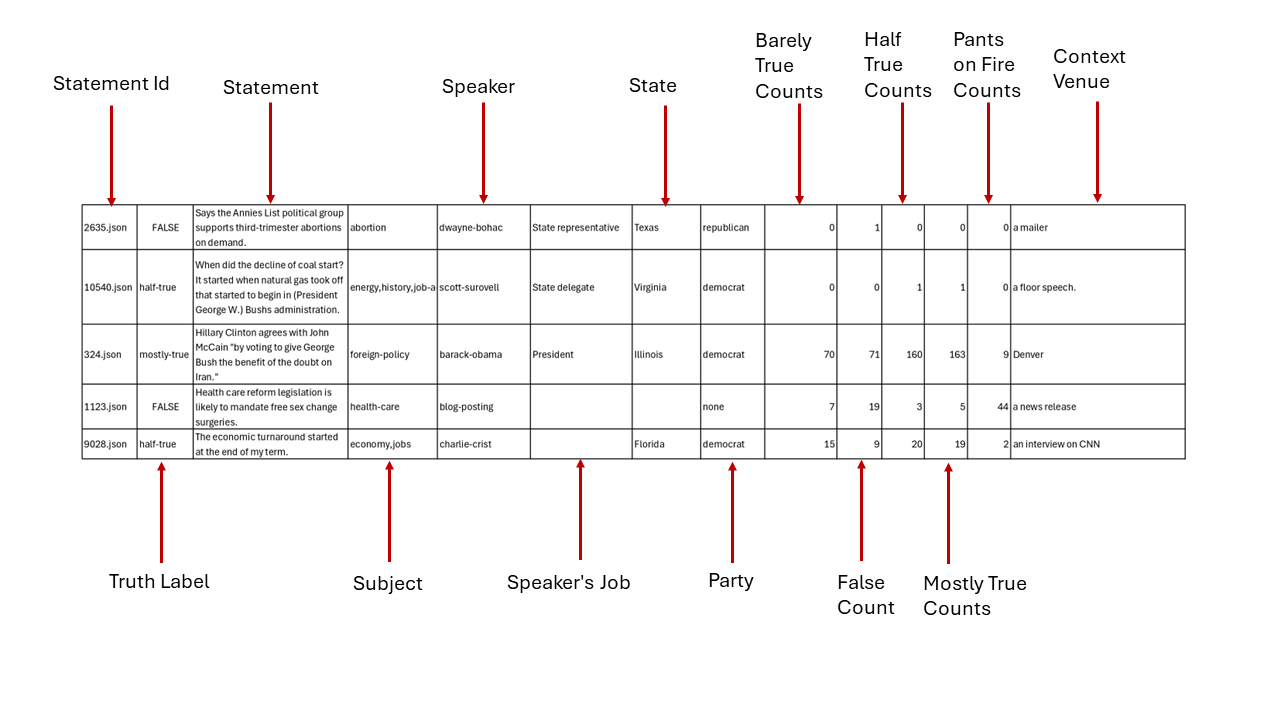 Barely
True
Counts
Half
True
Counts
Pants
on Fire
Counts
Context
Venue
Statement Id
Statement
Speaker
State
2635.json
FALSE
Says the Annies List political group
supports third-trimester abortions
on demand.
abortion
dwayne-bohac
State representative
Texas
republican
0
1
0
0
0
a mailer
10540.json
half-true
When did the decline of coal start?
It started when natural gas took off
that started to begin in (President
George W.) Bushs administration.
energy,history,job-a
scott-surovell
State delegate
Virginia
democrat
0
0
1
1
0
a floor speech.
324.json
mostly-true
Hillary Clinton agrees with John
McCain "by voting to give George
Bush the benefit of the doubt on
Iran."
foreign-policy
barack-obama
President
Illinois
democrat
70
71
160
163
9
Denver
1123.json
FALSE
Health care reform legislation is
likely to mandate free sex change
surgeries.
health-care
blog-posting
none
7
19
3
5
44
a news release
9028.json
half-true
The economic turnaround started
at the end of my term.
economy,jobs
charlie-crist
Florida
democrat
15
9
20
19
2
an interview on CNN
Truth Label
Subject
Speaker's Job
Party
False
Count
Mostly True
Counts